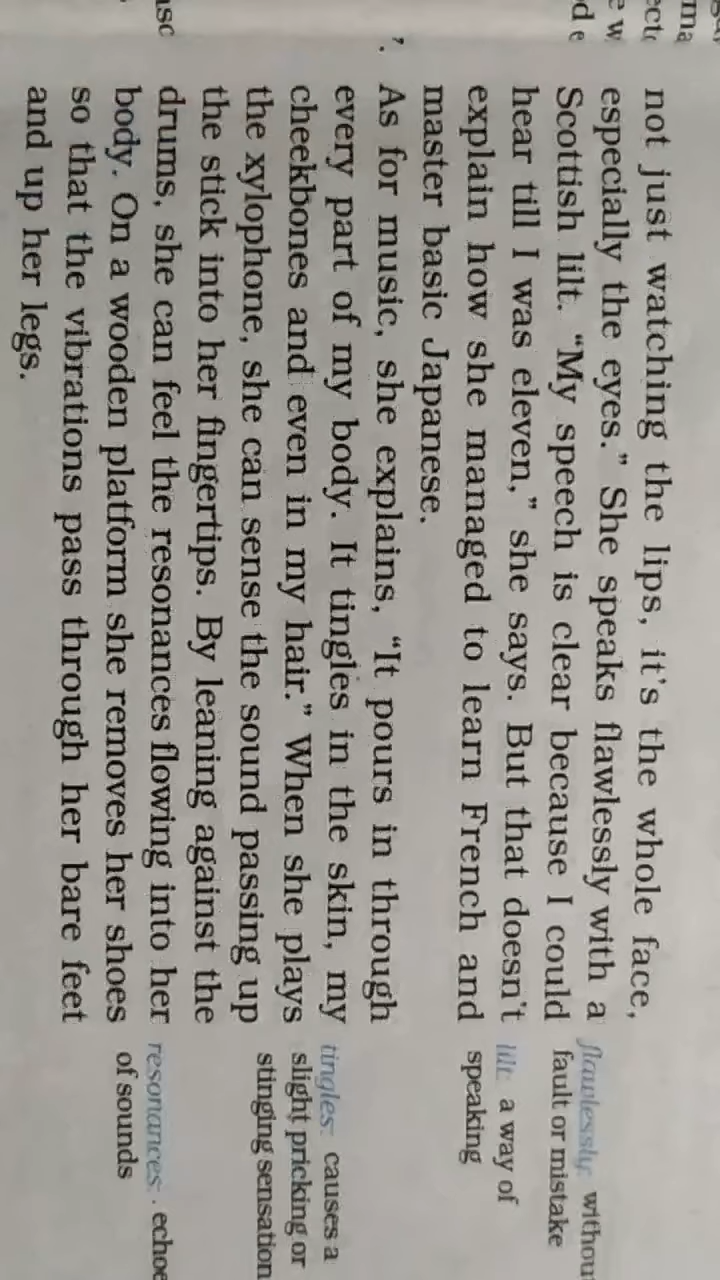 not just watching the lips, it's the whole face,
especially the eyes.” She speaks flawlessly with a
Scottish lilt. “My speech is clear because I could
hear till I was eleven,” she says. But that doesn't
explain how she managed to learn French and
master basic Japanese.
As for music, she explains, “It pours in through
every part of my body. It tingles in the skin, my
cheekbones and even in my hair.” When she plays
the xylophone, she can sense the sound passing up
the stick into her fingertips. By leaning against the
drums, she can feel the resonances flowing into her
body. On a wooden platform she removes her shoes
so that the vibrations pass through her bare feet
and up her legs.
flawlessly: withou
fault or mistake
lilt: a way of
speaking
tingles: causes a
slight pricking or
stinging sensation
resonances: echoe
of sounds